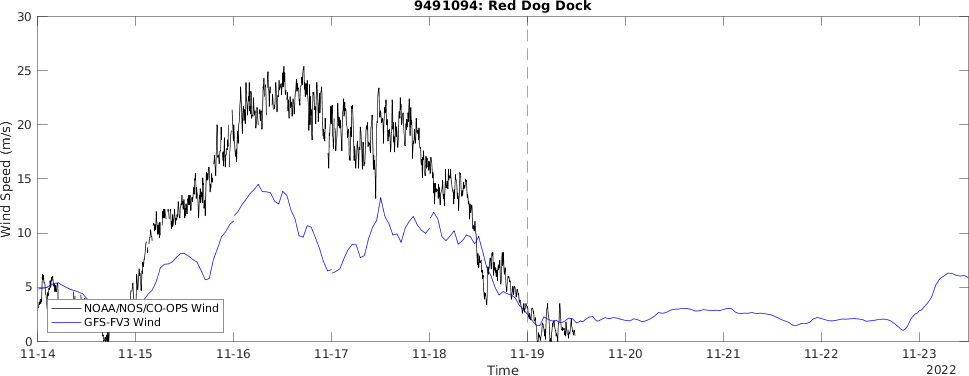 9491094: Red Dog Dock
30
25
20
15
10
5
0
Wind Speed (m/s)
NOAA/NOS/CO-OPS Wind
GFS-FV3 Wind
11-14 11-15 11-16 11-17 11-18 11-19 11-20 11-21 11-22 11-23
Time
2022